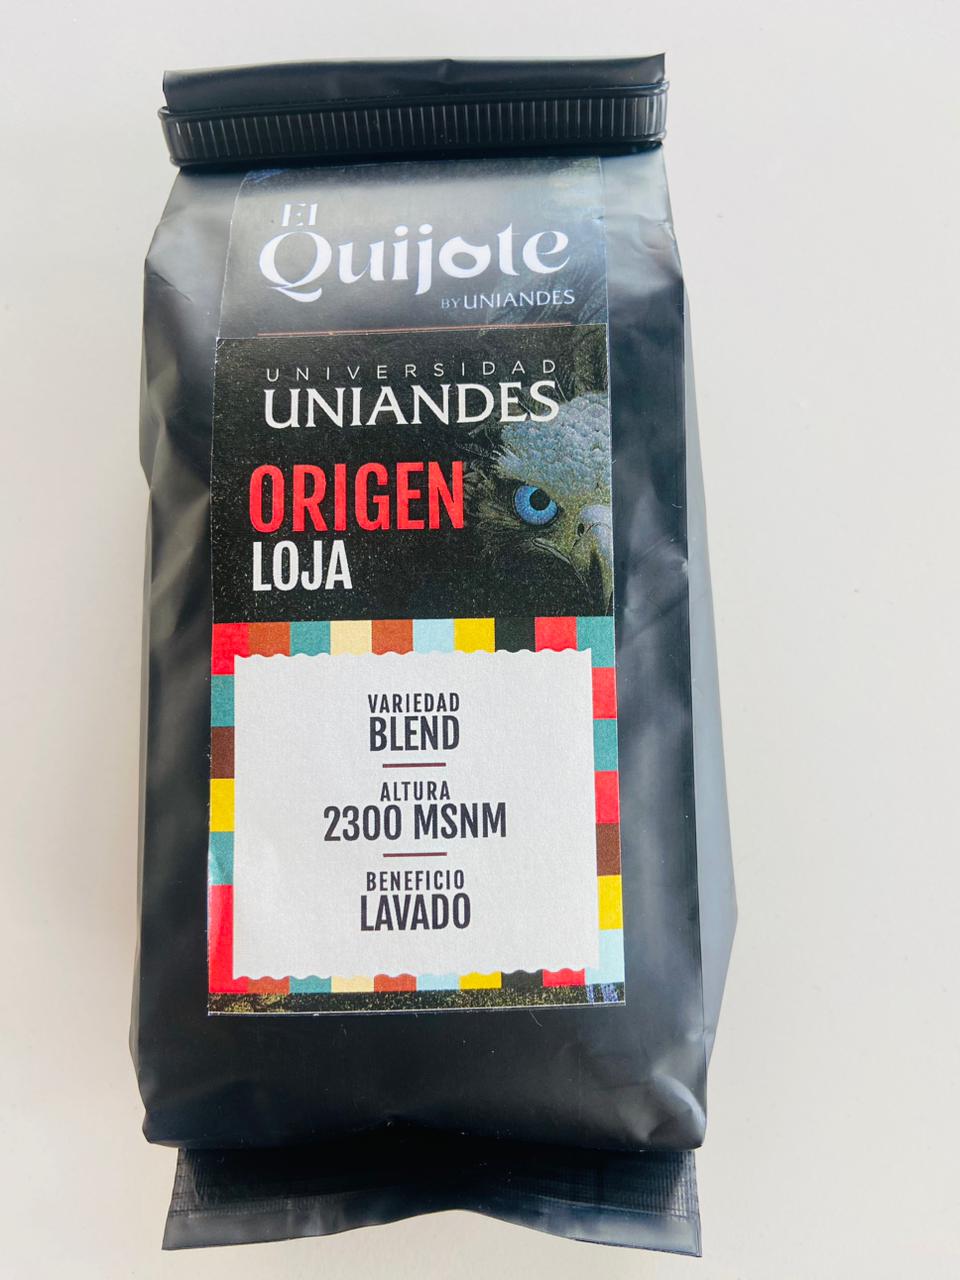 El
Quijote
BY UNIANDES
UNIVERSIDAD
UNIANDES
ORIGEN
LOJA
VARIEDAD
BLEND
ALTURA
2300 MSNM
BENEFICIO
LAVADO